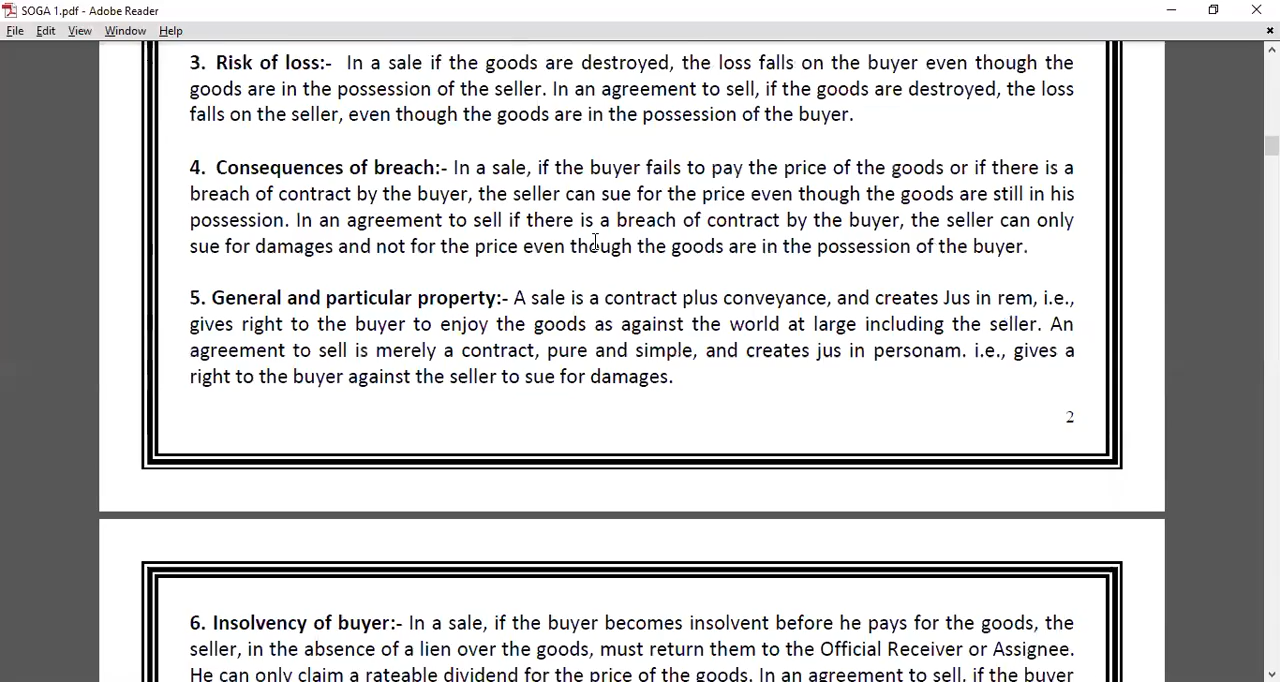 SOGA 1.pdf - Adobe Reader
File Edit View Window Help
3. Risk of loss:- In a sale if the goods are destroyed, the loss falls on the buyer even though the
goods are in the possession of the seller. In an agreement to sell, if the goods are destroyed, the loss
falls on the seller, even though the goods are in the possession of the buyer.
4. Consequences of breach:- In a sale, if the buyer fails to pay the price of the goods or if there is a
breach of contract by the buyer, the seller can sue for the price even though the goods are still in his
possession. In an agreement to sell if there is a breach of contract by the buyer, the seller can only
sue for damages and not for the price even though the goods are in the possession of the buyer.
5. General and particular property:- A sale is a contract plus conveyance, and creates Jus in rem, i.e.,
gives right to the buyer to enjoy the goods as against the world at large including the seller. An
agreement to sell is merely a contract, pure and simple, and creates jus in personam. i.e., gives a
right to the buyer against the seller to sue for damages.
2
6. Insolvency of buyer:- In a sale, if the buyer becomes insolvent before he pays for the goods, the
seller, in the absence of a lien over the goods, must return them to the Official Receiver or Assignee.
He can only claim a rateable dividend for the price of the goods. In an agreement to sell, if the buyer